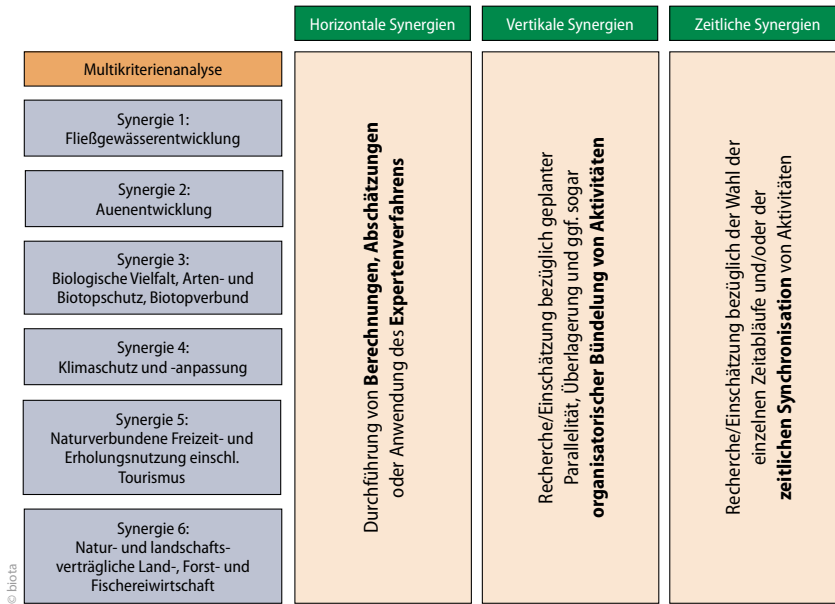 Horizontale Synergien
Vertikale Synergien
Zeitliche Synergien
Multikriterienanalyse
Synergie 1:
Fließgewässerentwicklung
Synergie 2:
Auenentwicklung
Synergie 3:
Biologische Vielfalt, Arten- und
Biotopschutz, Biotopverbund
Synergie 4:
Klimaschutz und -anpassung
Synergie 5:
Naturverbundene Freizeit- und
Erholungsnutzung einschl.
Tourismus
Synergie 6:
Natur- und landschafts-
verträgliche Land-, Forst- und
Fischereiwirtschaft
Durchführung von Berechnungen, Abschätzungen
oder Anwendung des Expertenverfahrens
Recherche/Einschätzung bezüglich geplanter
Parallelität, Überlagerung und ggf. sogar
organisatorischer Bündelung von Aktivitäten
Recherche/Einschätzung bezüglich der Wahl der
einzelnen Zeitabläufe und/oder der
zeitlichen Synchronisation von Aktivitäten
© biota